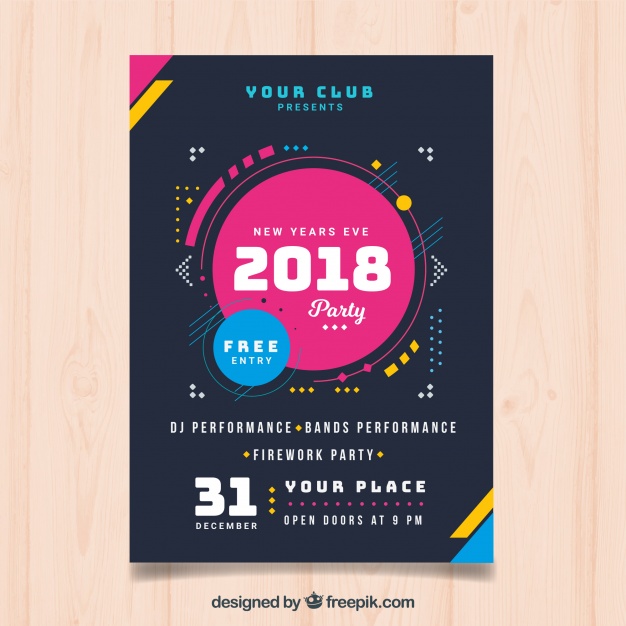 YOUR CLUB
PRESENTS
NEW YEARS EVE
2018
Party
FREE
ENTRY
DJ PERFORMANCE BANDS PERFORMANCE
FIREWORK PARTY
31
DECEMBER
YOUR PLACE
OPEN DOORS AT 9 PM
designed by freepik.com